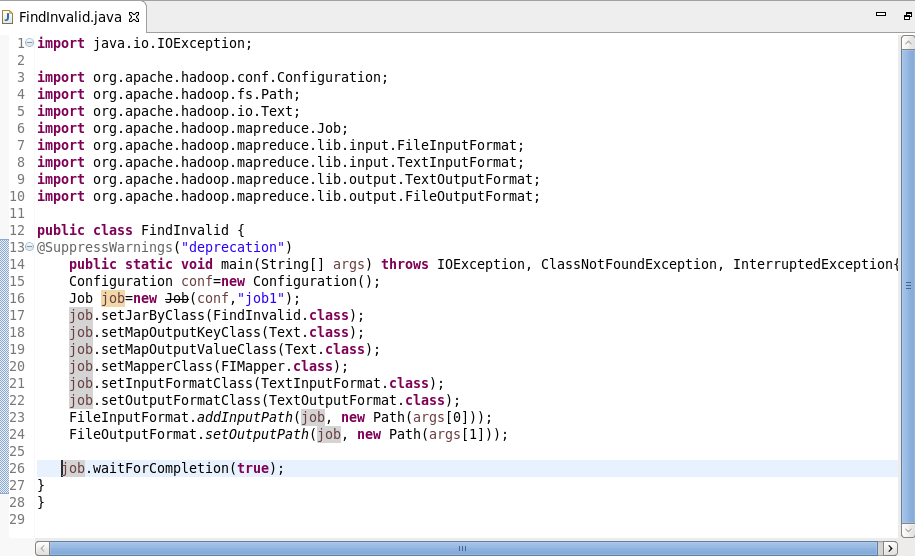 FindInvalid.java
1 import java.io.IOException;
2
3 import org.apache.hadoop.conf.Configuration;
4 import org.apache.hadoop.fs.Path;
5 import org.apache.hadoop.io.Text;
6 import org.apache.hadoop.mapreduce.Job;
7 import org.apache.hadoop.mapreduce.lib.input.FileInputFormat;
8 import org.apache.hadoop.mapreduce.lib.input.TextInputFormat;
9 import org.apache.hadoop.mapreduce.lib.output.TextOutputFormat;
10 import org.apache.hadoop.mapreduce.lib.output.FileOutputFormat;
11
12 public class FindInvalid {
13 @SuppressWarnings("deprecation")
14     public static void main(String[] args) throws IOException, ClassNotFoundException, InterruptedException{
15     Configuration conf=new Configuration();
16     Job job=new Job(conf,"job1");
17     job.setJarByClass(FindInvalid.class);
18     job.setMapOutputKeyClass(Text.class);
19     job.setMapOutputValueClass(Text.class);
20     job.setMapperClass(FIMapper.class);
21     job.setInputFormatClass(TextInputFormat.class);
22     job.setOutputFormatClass(TextOutputFormat.class);
23     FileInputFormat.addInputPath(job, new Path(args[0]));
24     FileOutputFormat.setOutputPath(job, new Path(args[1]));
25
26    job.waitForCompletion(true);
27 }
28 }
29